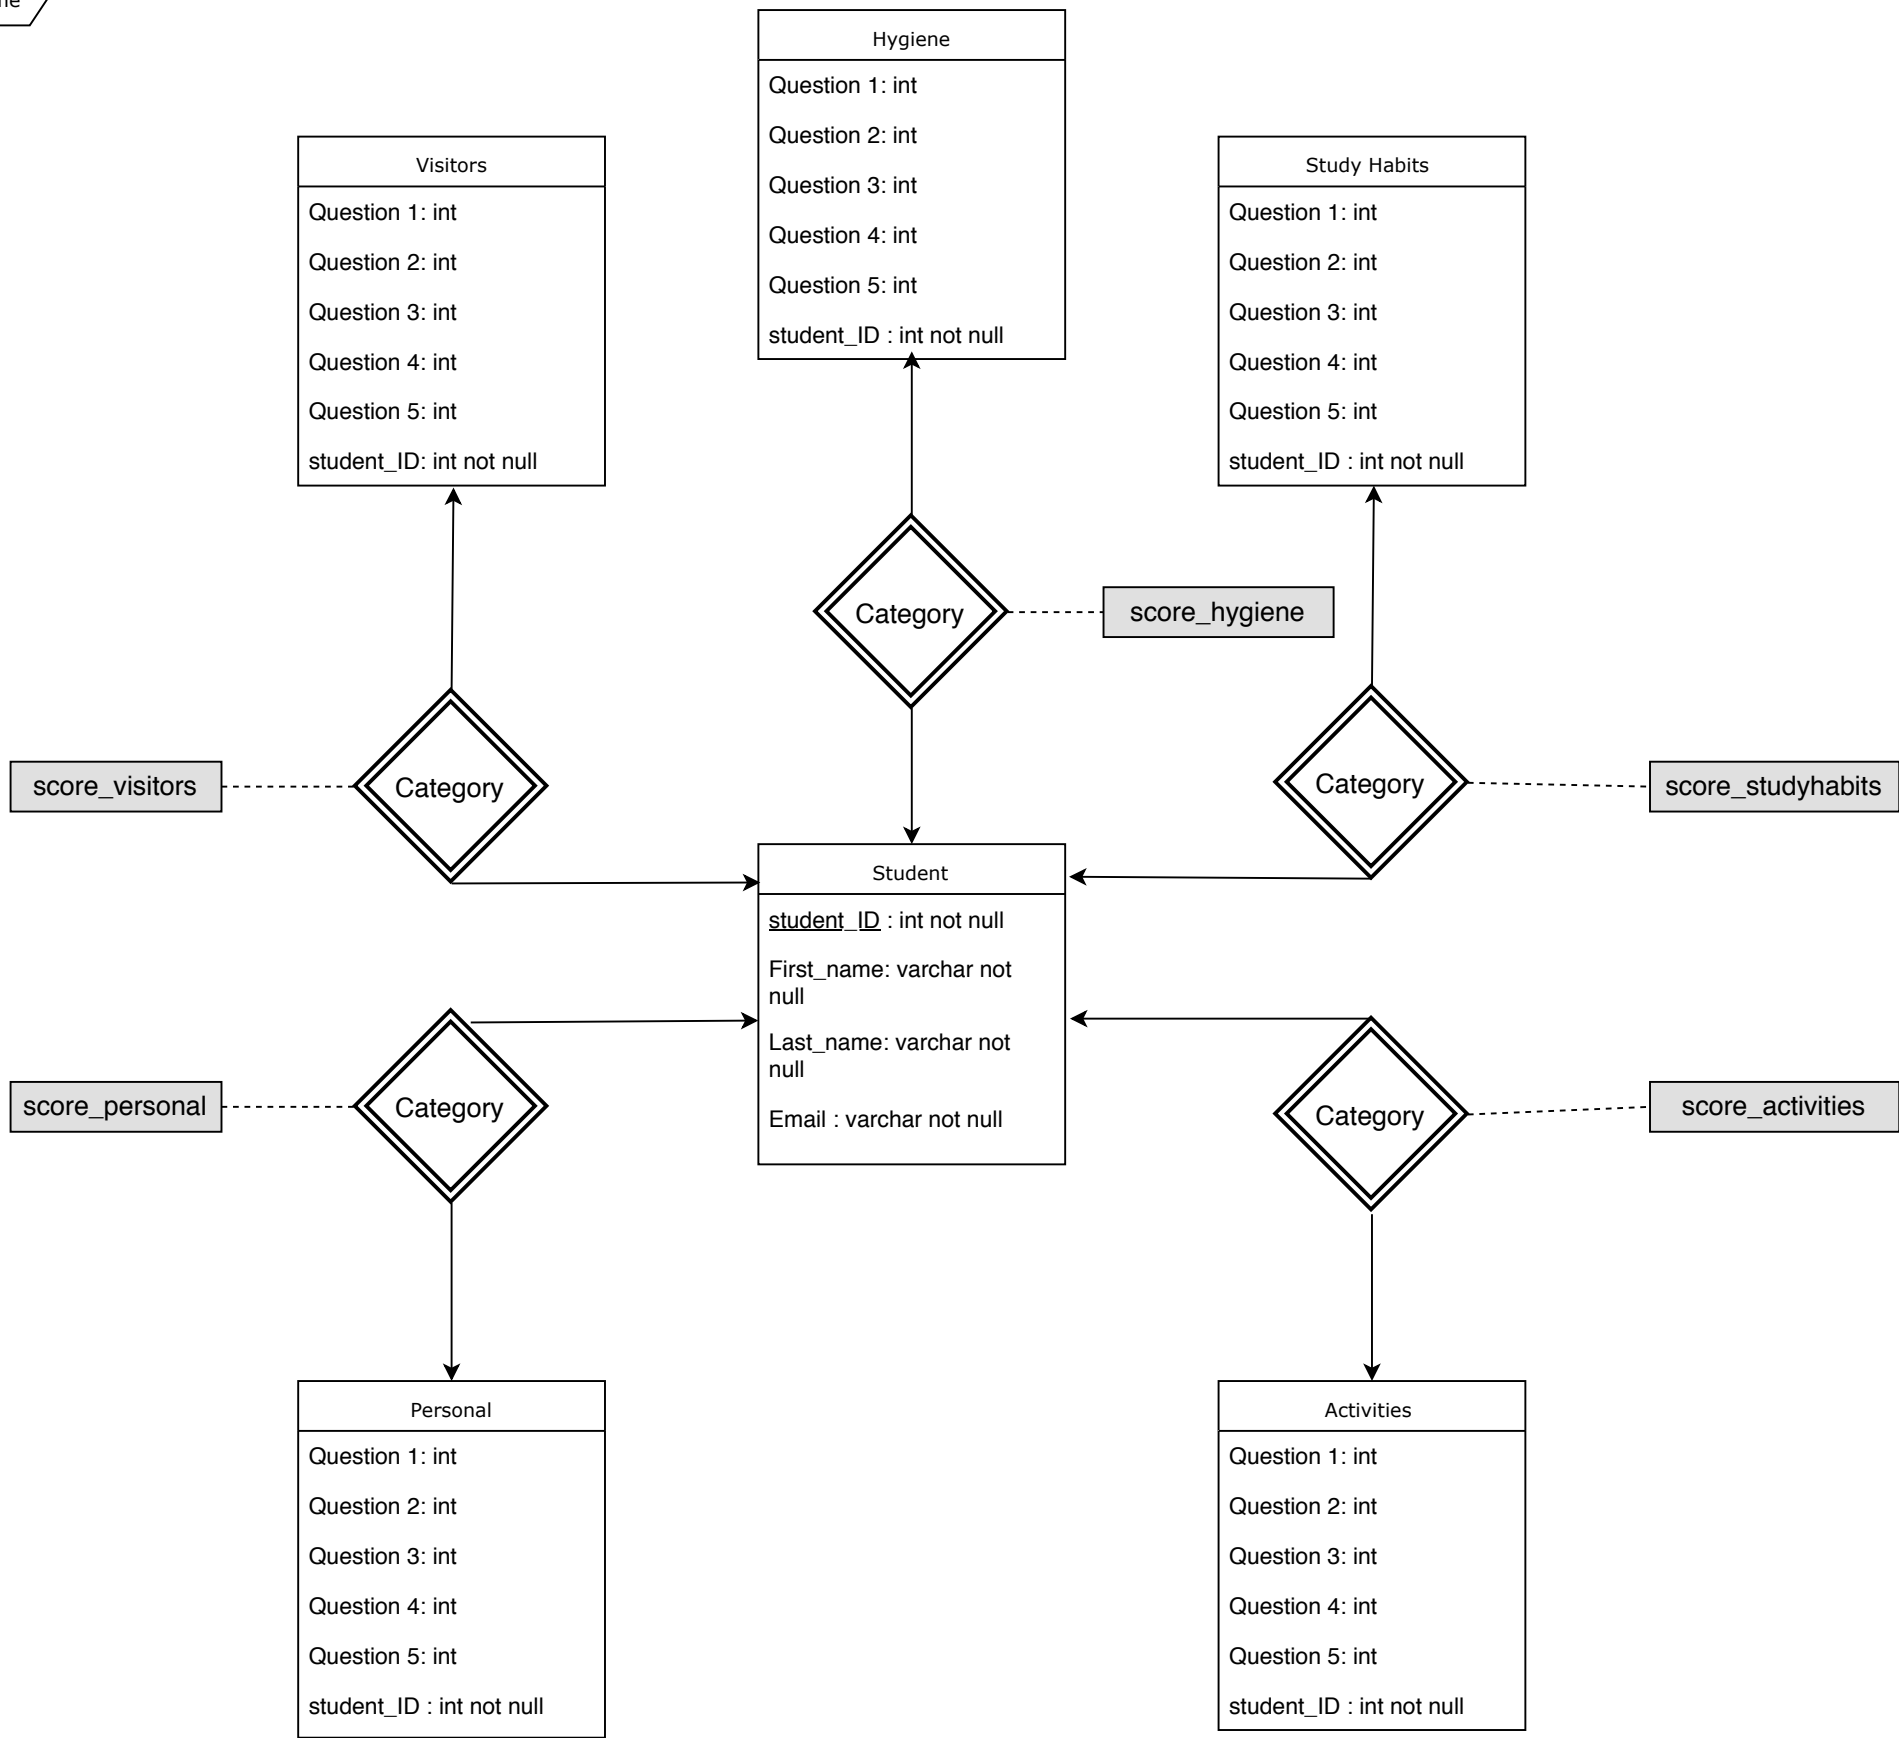 Hygiene
Question 1: int
Question 2: int
Question 3: int
Question 4: int
Question 5: int
student_ID : int not null
Visitors
Question 1: int
Question 2: int
Question 3: int
Question 4: int
Question 5: int
student_ID: int not null
Study Habits
Question 1: int
Question 2: int
Question 3: int
Question 4: int
Question 5: int
student_ID : int not null
Category
score_hygiene
score_visitors
Category
Category
score_studyhabits
Student
student_ID : int not null
First_name: varchar not
null
Last_name: varchar not
null
Email : varchar not null
score_personal
Category
Category
score_activities
Personal
Question 1: int
Question 2: int
Question 3: int
Question 4: int
Question 5: int
student_ID : int not null
Activities
Question 1: int
Question 2: int
Question 3: int
Question 4: int
Question 5: int
student_ID : int not null